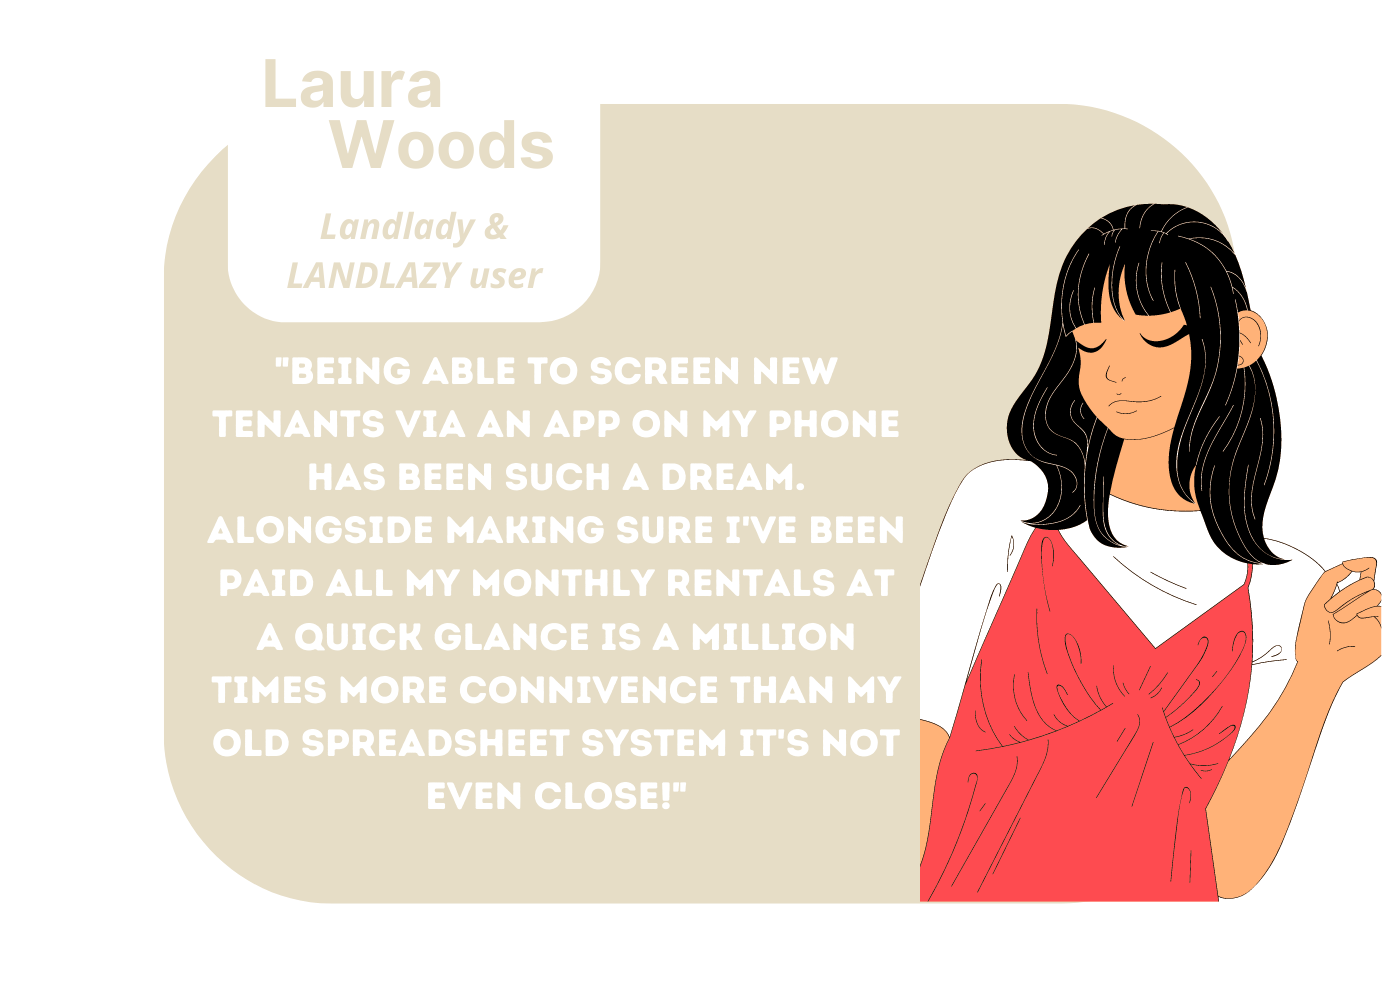 Laura
Woods
Landlady &
LANDLAZY user
"BEING ABLE TO SCREEN NEW
TENANTS VIA AN APP ON MY PHONE
HAS BEEN SUCH A DREAM.
ALONGSIDE MAKING SURE I'VE BEEN
PAID ALL MY MONTHLY RENTALS AT
A QUICK GLANCE IS A MILLION
TIMES MORE CONNIVENCE THAN MY
OLD SPREADSHEET SYSTEM IT'S NOT
EVEN CLOSE!"